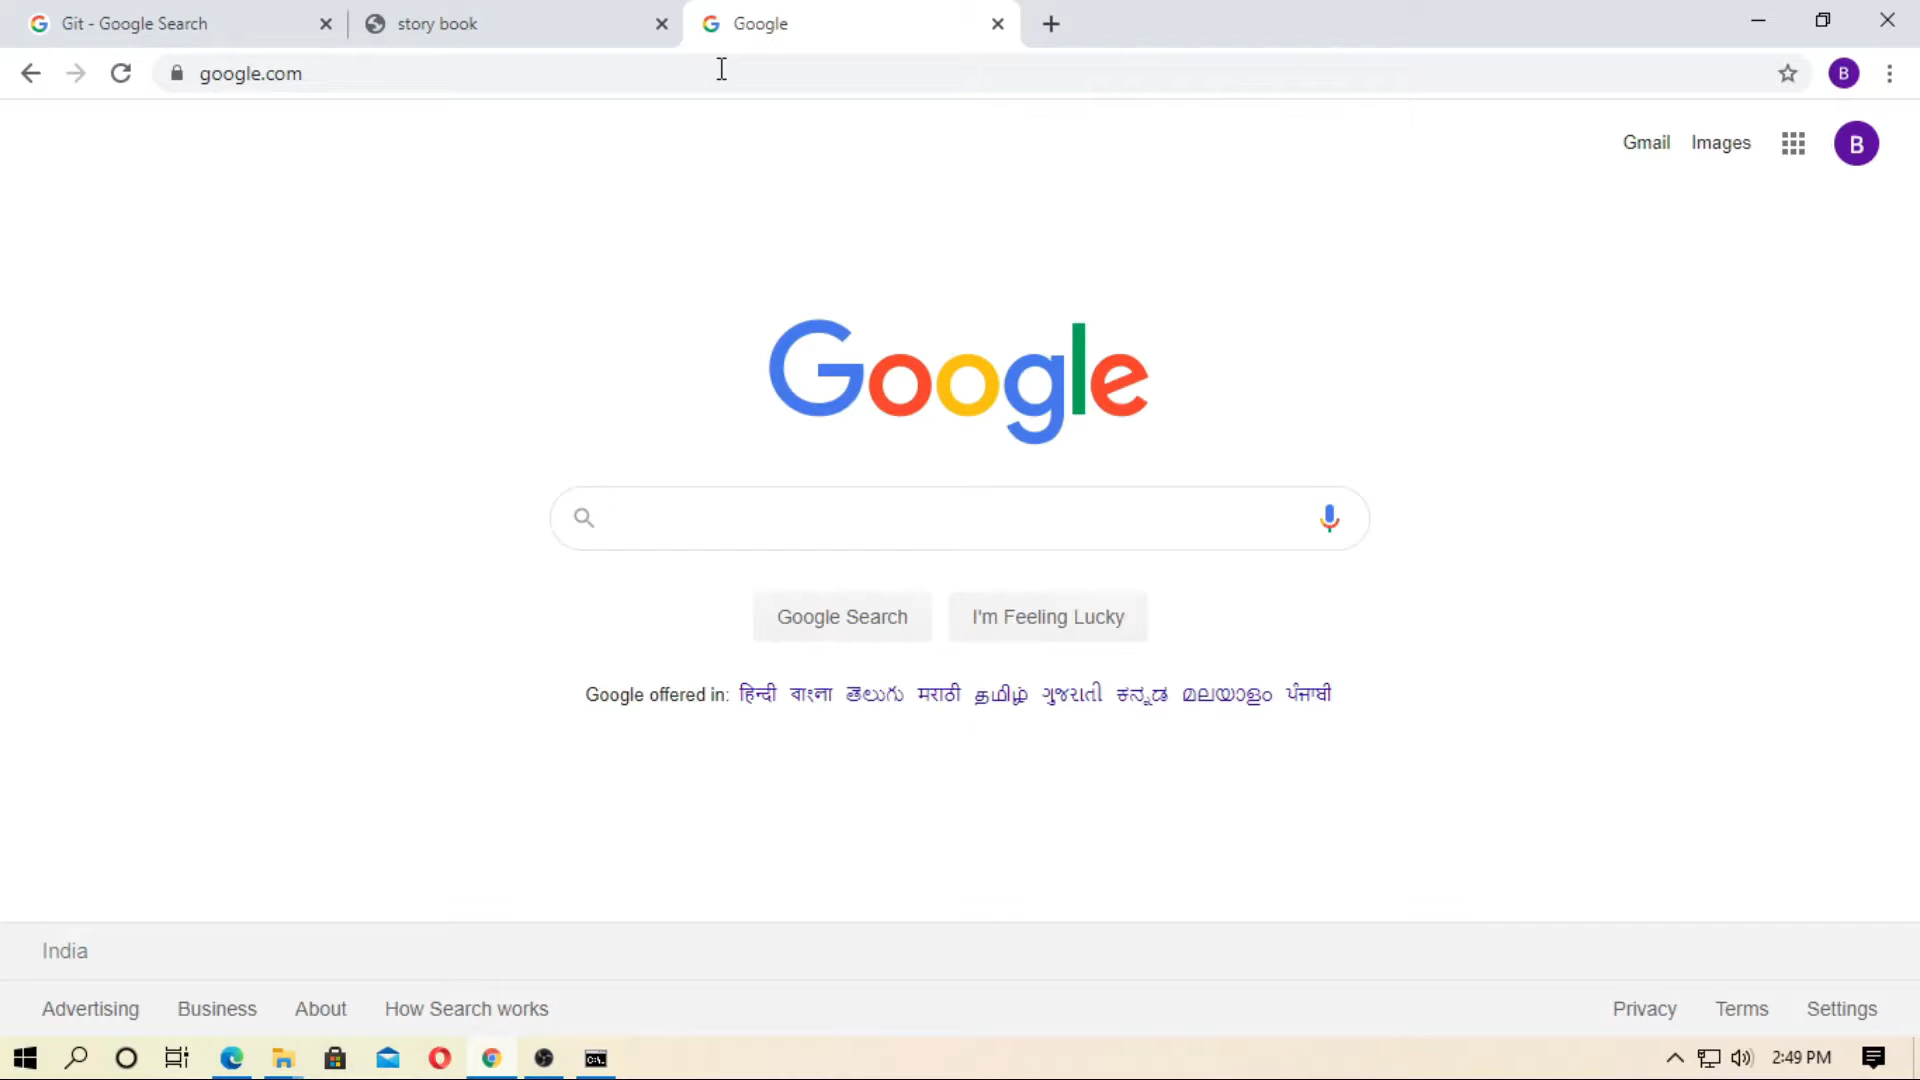 Git - Google Search
story book
Google
google.com
B
Gmail Images
B
Google
Google Search I'm Feeling Lucky
Google offered in: हिन्दी বাংলা తెలుగు मराठी தமிழ் ગુજરાતી ಕನ್ನಡ മലയാളം ਪੰਜਾਬੀ
India
Advertising Business About How Search works Privacy Terms Settings
2:49 PM